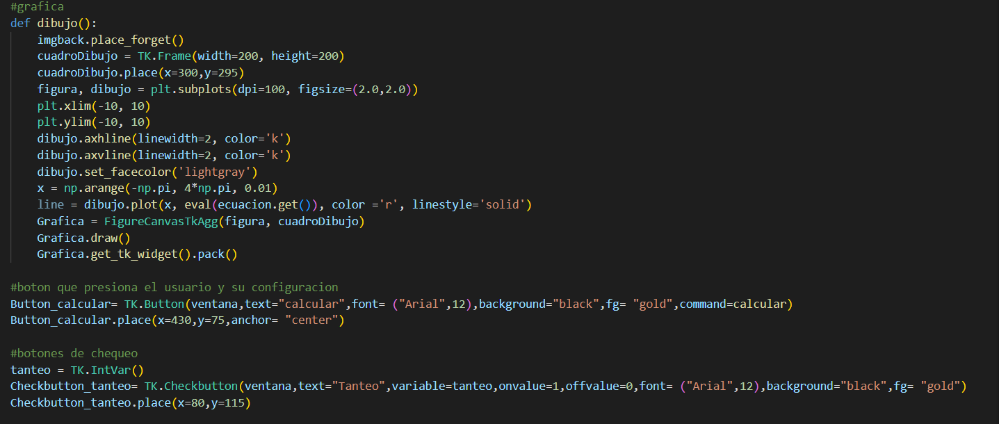 #grafica
def dibujo():
    imgback.place_forget()
    cuadroDibujo = TK.Frame(width=200, height=200)
    cuadroDibujo.place(x=300,y=295)
    figura, dibujo = plt.subplots(dpi=100, figsize=(2.0,2.0))
    plt.xlim(-10, 10)
    plt.ylim(-10, 10)
    dibujo.axhline(linewidth=2, color='k')
    dibujo.axvline(linewidth=2, color='k')
    dibujo.set_facecolor('lightgray')
    x = np.arange(-np.pi, 4*np.pi, 0.01)
    line = dibujo.plot(x, eval(ecuacion.get()), color ='r', linestyle='solid')
    Grafica = FigureCanvasTkAgg(figura, cuadroDibujo)
    Grafica.draw()
    Grafica.get_tk_widget().pack()

#boton que presiona el usuario y su configuracion
Button_calcular= TK.Button(ventana,text="calcular",font= ("Arial",12),background="black",fg= "gold",command=calcular)
Button_calcular.place(x=430,y=75,anchor= "center")

#botones de chequeo
tanteo = TK.IntVar()
Checkbutton_tanteo= TK.Checkbutton(ventana,text="Tanteo",variable=tanteo,onvalue=1,offvalue=0,font= ("Arial",12),background="black",fg= "gold")
Checkbutton_tanteo.place(x=80,y=115)